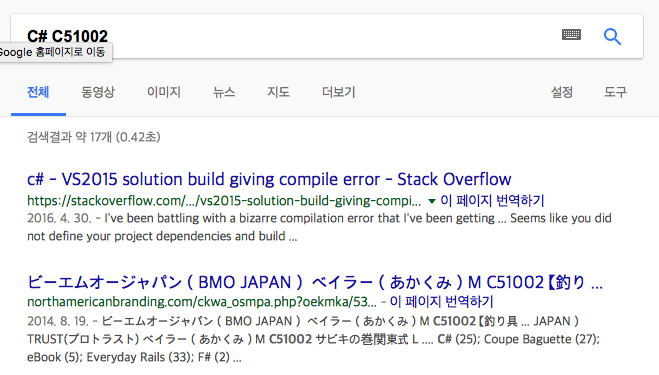 C# C51002
Google 홈페이지로 이동
전체 동영상 이미지 뉴스 지도 더보기 설정 도구
검색결과 약 17개 (0.42초)
c# - VS2015 solution build giving compile error - Stack Overflow
https://stackoverflow.com/.../vs2015-solution-build-giving-compi... ▼ 이 페이지 번역하기
2016. 4. 30. - I've been battling with a bizarre compilation error that I've been getting ... Seems like you did
not define your project dependencies and build ...
ビーエムオージャパン ( BMO JAPAN ) ベイラー ( あかくみ ) M C51002【釣り ...
northamericanbranding.com/ckwa_osmpa.php?oekmka/53... - 이 페이지 번역하기
2014. 8. 19. - ビーエムオージャパン ( BMO JAPAN ) ベイラー ( あかくみ ) M C51002【釣り具 ... JAPAN )
TRUST(プロトラスト) ベイラー ( あかくみ ) M C51002 サビキの巻関東式 L .... C# (25); Coupe Baguette (27);
eBook (5); Everyday Rails (33); F# (2) ...